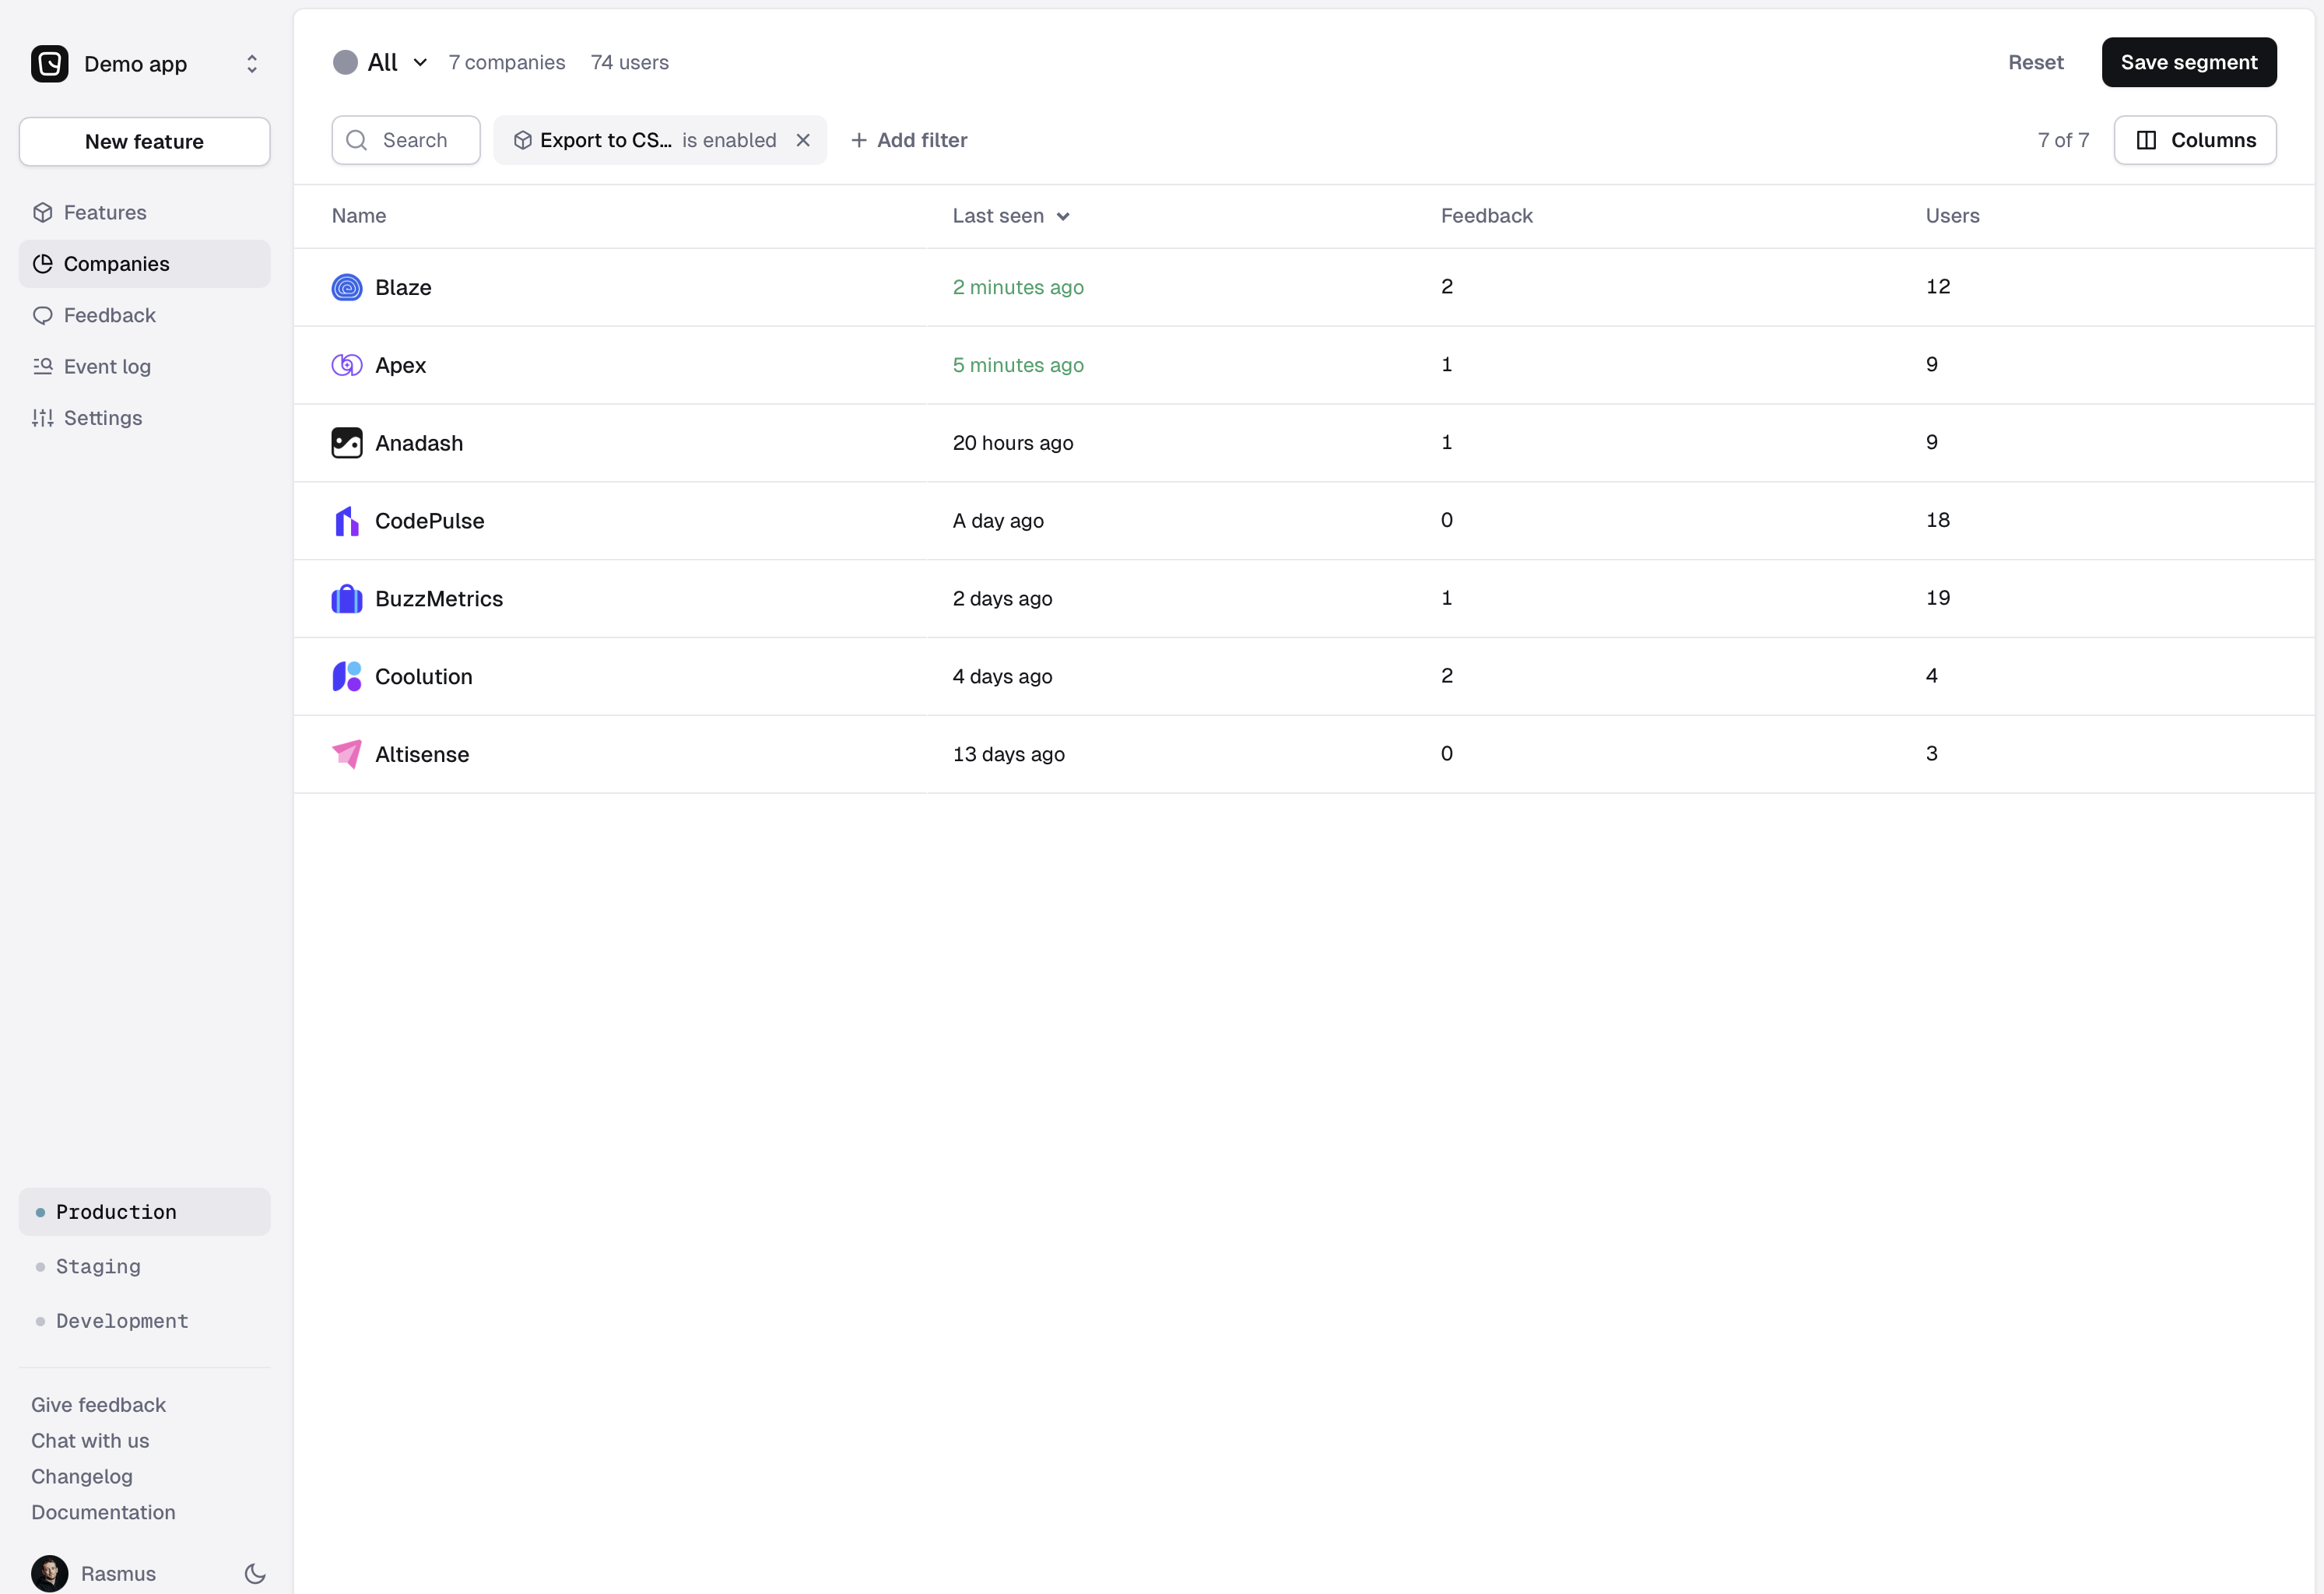 Demo app
New feature
Features
Companies
Feedback
Event log
Settings
Production
Staging
Development
Give feedback
Chat with us
Changelog
Documentation
Rasmus
All 7 companies 74 users Reset Save segment
Search Export to CS... is enabled Add filter 7 of 7 Columns
Name Last seen Feedback Users
Blaze 2 minutes ago 2 12
Apex 5 minutes ago 1 9
Anadash 20 hours ago 1 9
CodePulse A day ago 0 18
BuzzMetrics 2 days ago 1 19
Coolution 4 days ago 2 4
Altisense 13 days ago 0 3